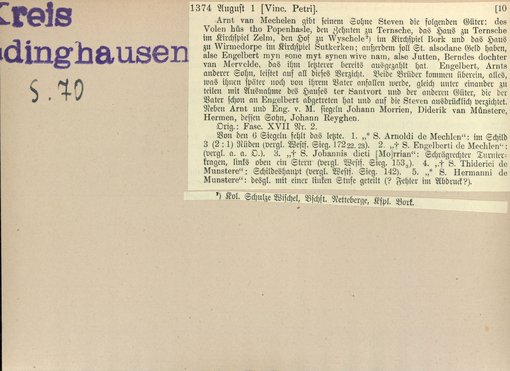 Kreis
dinghausen
S. 70
1374 August 1 [Vinc. Petri]. [10
Arnt van Mechelen gibt seinem Sohne Steven die folgenden Güter: des
Volen hûs tho Popenhasle, den Zehnten zu Ternsche, das Haus zu Ternsche
im Kirchspiel Zelm, den Hof zu Wyschele²) im Kirchspiel Bork und das Haus
zu Wirmedorpe im Kirchspiel Sutkerken; außerdem soll St. alsodane Geld haben,
alse Engelbert myn sone myt synen wive nam, alse Jutten, Berndes dochter
van Mervelde, das ihm letzterer bereits ausgezahlt hat. Engelbert, Arnts
anderer Sohn, leistet auf all dieses Verzicht. Beide Brüder kommen überein, alles,
was ihnen später noch von ihrem Vater anfallen werde, gleich unter einander zu
teilen mit Ausnahme des Hauses ter Santvort und der anderen Güter, die der
Vater schon an Engelbert abgetreten hat und auf die Steven ausdrücklich verzichtet.
Neben Arnt und Eng. v. M. siegeln Johann Morrien, Diderik van Münstere,
Hermen, dessen Sohn, Johann Reyghen.
Orig.: Fasc. XVII Nr. 2.
Von den 6 Siegeln fehlt das letzte. 1. „* S. Arnoldi de Mechlen“: im Schild
3 (2 : 1) Rüden (vergl. Westf. Sieg. 172 22, 23). 2. „† S. Engelberti de Mechlen“:
(vergl. a. a. O.). 3. „† S. Johannis dicti [Mo]rrian“: Schrägrechter Turnier-
kragen, links oben ein Stern (vergl. Westf. Sieg. 153,). 4. „† S. Thiderici de
Munstere“: Schildeshaupt (vergl. Westf. Sieg. 142). 5. „* S. Hermanni de
Munstere“: desgl. mit einer linken Stufe geteilt (? Fehler im Abdruck?).
²) Kol. Schulze Wischel, Bschft. Netteberge, Kspl. Bork.